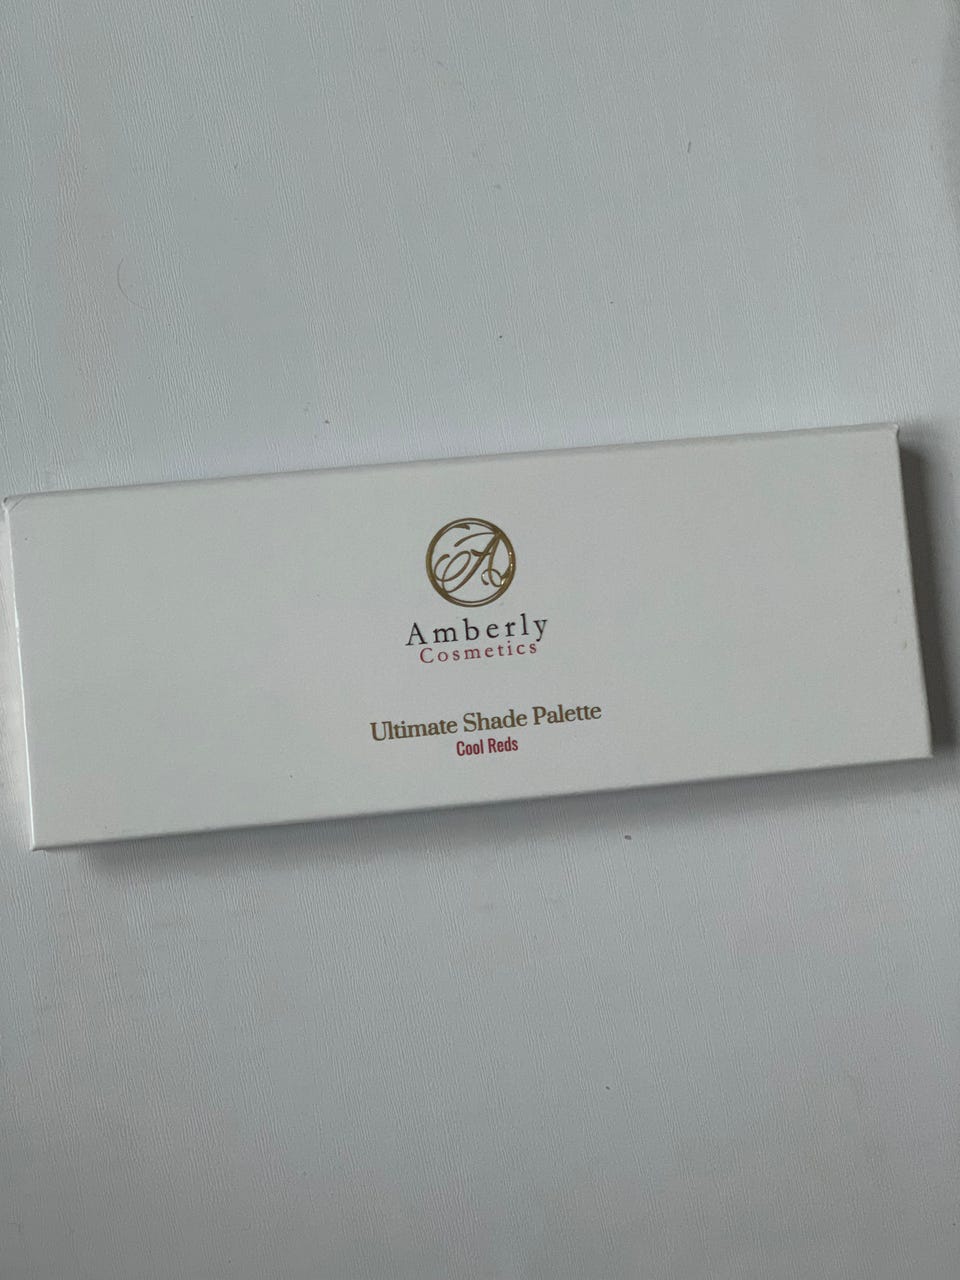 A
Amberly
Cosmetics
Ultimate Shade Palette
Cool Reds